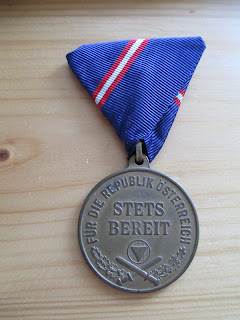 FÜR DIE REPUBLIK ÖSTERREICH
STETS
BEREIT